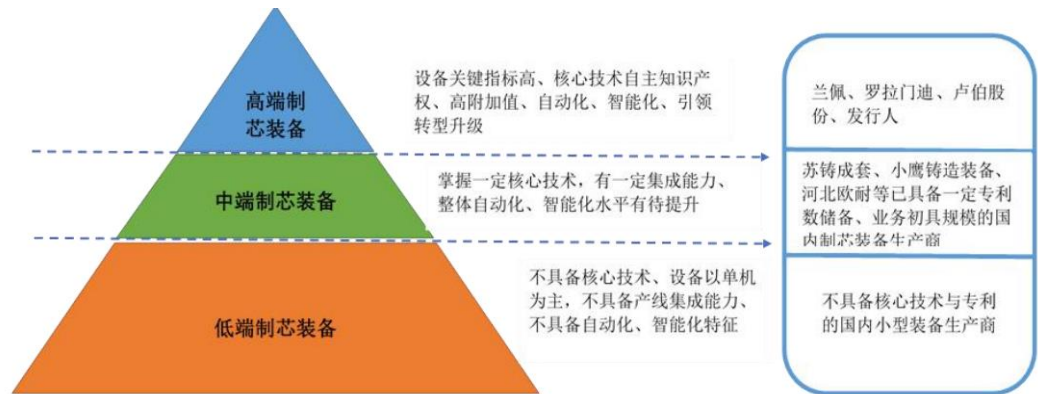 高端制
芯装备
设备关键指标高、核心技术自主知识产
权、高附加值、自动化、智能化、引领
转型升级
兰佩、罗拉门迪、卢伯股
份、发行人
中端制芯装备
掌握一定核心技术，有一定集成能力、
整体自动化、智能化水平有待提升
苏铸成套、小鹰铸造装备、
河北欧耐等已具备一定专利
数储备、业务初具规模的国
内制芯装备生产商
低端制芯装备
不具备核心技术、设备以单机
为主，不具备产线集成能力、
不具备自动化、智能化特征
不具备核心技术与专利
的国内小型装备生产商